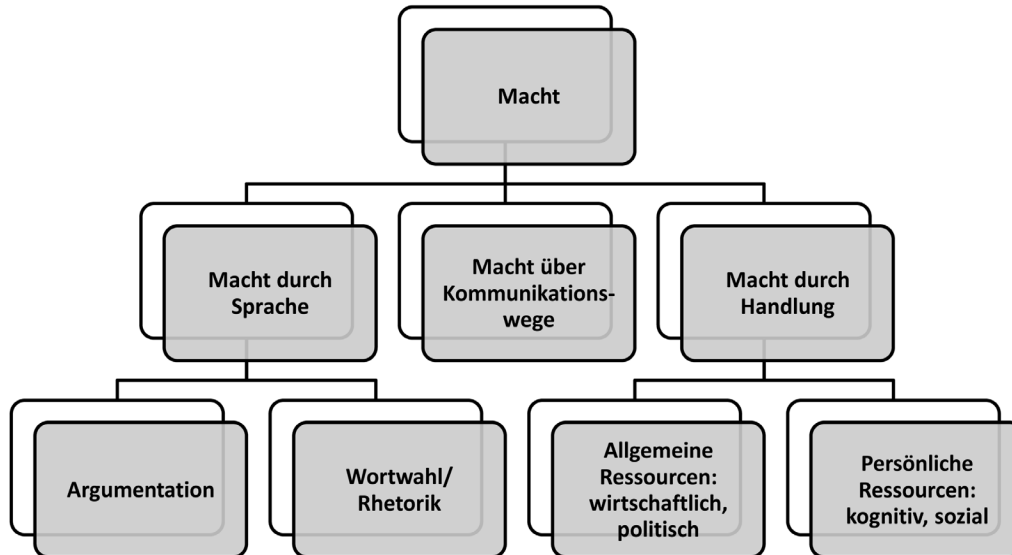 Macht
Macht durch
Sprache
Macht über
Kommunikations-
wege
Macht durch
Handlung
Argumentation
Wortwahl/
Rhetorik
Allgemeine
Ressourcen:
wirtschaftlich,
politisch
Persönliche
Ressourcen:
kognitiv, sozial